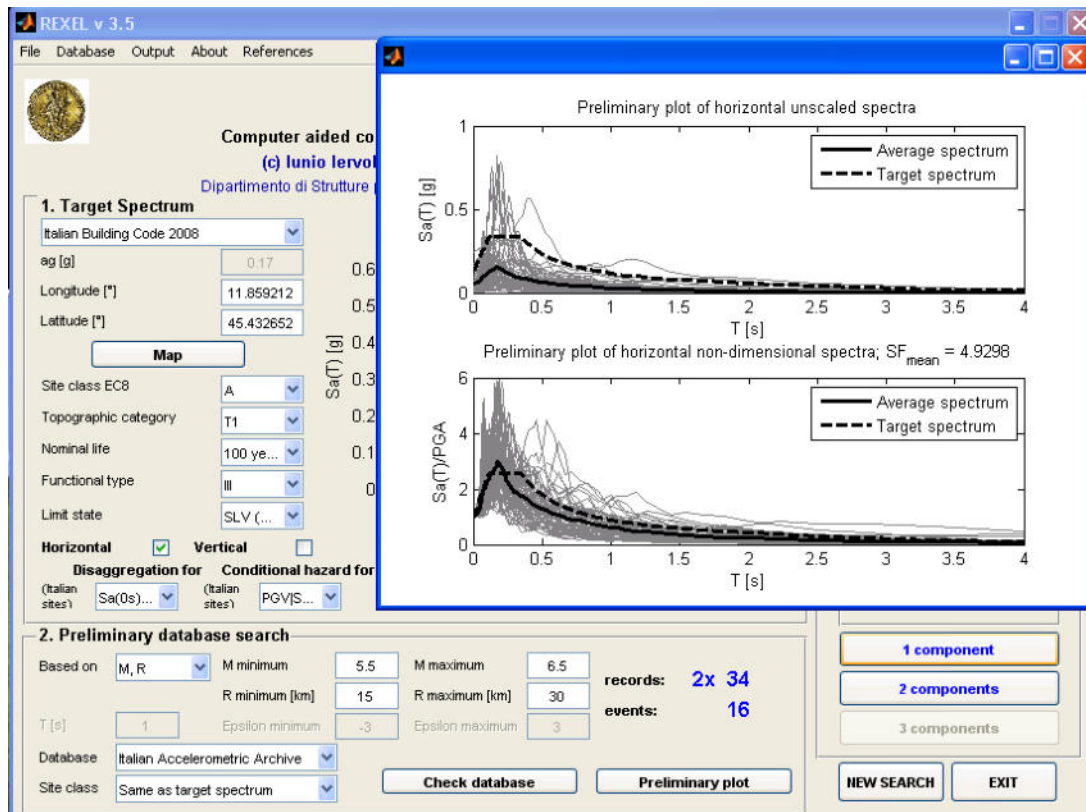 REXEL v 3.5
File Database Output About References
Computer aided co
(c) Iunio Iervol
Dipartimento di Strutture p
1. Target Spectrum
Italian Building Code 2008
ag [g] 0.17
Longitude [°] 11.859212
Latitude [°] 45.432652
Map
Site class EC8 A
Topographic category T1
Nominal life 100 ye...
Functional type III
Limit state SLV (...
Horizontal Vertical
Disaggregation for Conditional hazard for
(Italian sites) Sa(0s)... (Italian sites) PGV|S...
Sa(T) [g]
0.6
0.5
0.4
0.3
0.2
0.1
0
Preliminary plot of horizontal unscaled spectra
Average spectrum
Target spectrum
Sa(T) [g]
1
0.5
0
0 0.5 1 1.5 2 2.5 3 3.5 4
T [s]
Preliminary plot of horizontal non-dimensional spectra; SFmean = 4.9298
Average spectrum
Target spectrum
Sa(T)/PGA
6
4
2
0
0 0.5 1 1.5 2 2.5 3 3.5 4
T [s]
2. Preliminary database search
Based on M, R M minimum 5.5 M maximum 6.5
R minimum [km] 15 R maximum [km] 30
T [s] 1 Epsilon minimum -3 Epsilon maximum 3
records: 2x 34
events: 16
Database Italian Accelerometric Archive
Site class Same as target spectrum
Check database Preliminary plot
1 component
2 components
3 components
NEW SEARCH EXIT